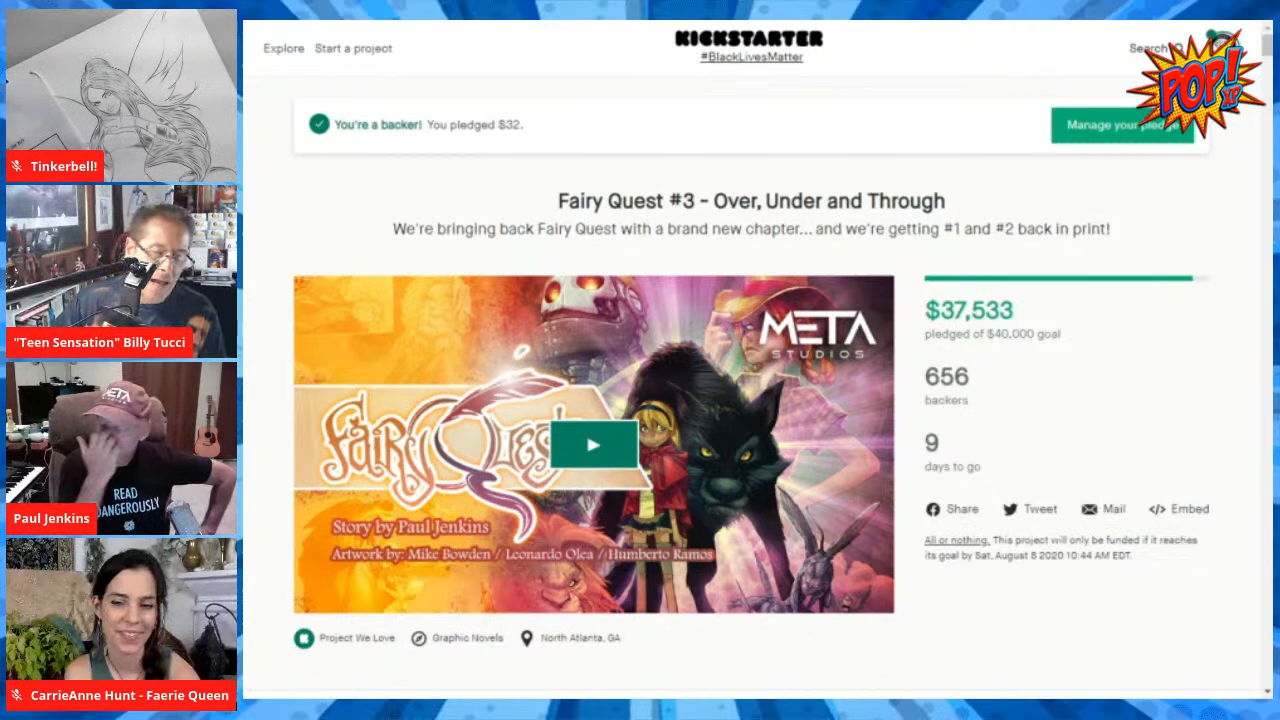 Tinkerbell!
"Teen Sensation" Billy Tucci
META
STUDIOS
READ
DANGEROUSLY
Paul Jenkins
CarrieAnne Hunt - Faerie Queen
Explore Start a project
KICKSTARTER
#BlackLivesMatter
Search
POP!
XP
You're a backer! You pledged $32.
Manage your pledge
Fairy Quest #3 - Over, Under and Through
We're bringing back Fairy Quest with a brand new chapter... and we're getting #1 and #2 back in print!
META
STUDIOS
FAIRY QUEST
Story by Paul Jenkins
Artwork by: Mike Bowden / Leonardo Olea / Humberto Ramos
$37,533
pledged of $40,000 goal
656
backers
9
days to go
Share Tweet Mail </> Embed
All or nothing. This project will only be funded if it reaches
its goal by Sat, August 8 2020 10:44 AM EDT.
Project We Love Graphic Novels North Atlanta, GA